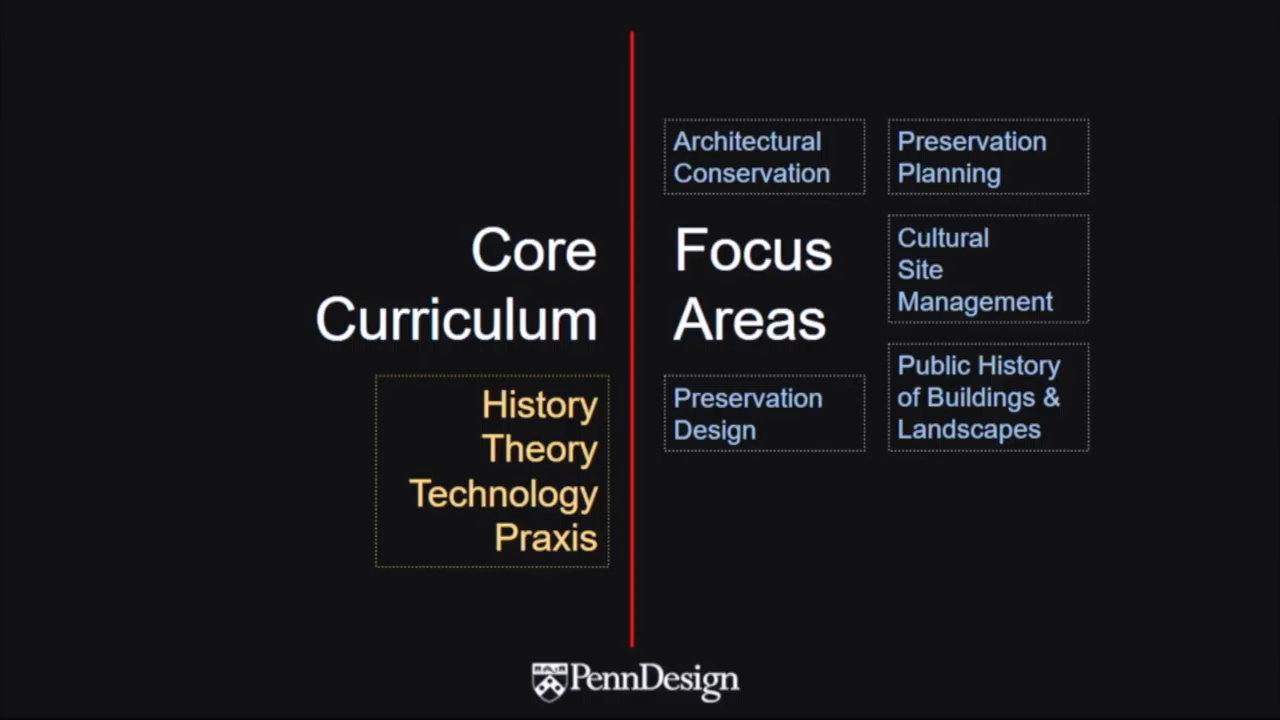 Core
Curriculum
History
Theory
Technology
Praxis
Architectural
Conservation
Focus
Areas
Preservation
Design
Preservation
Planning
Cultural
Site
Management
Public History
of Buildings &
Landscapes
PennDesign